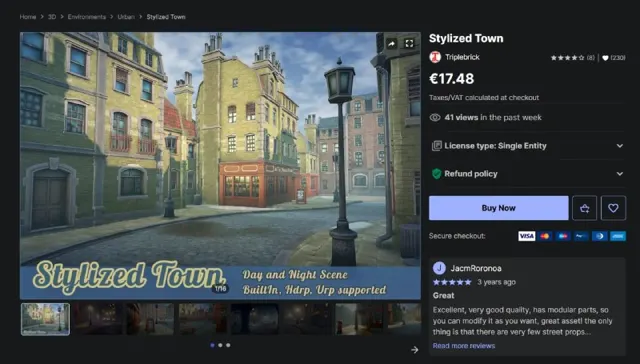 Home > 3D > Environments > Urban > Stylized Town
Stylized Town
Triplebrick
(8) | (230)
€17.48
Taxes/VAT calculated at checkout
41 views in the past week
License type: Single Entity
Refund policy
Buy Now
Secure checkout:
VISA
Stylized Town
Day and Night Scene
BuiltIn, Hdrp, Urp supported
1/16
J JacmRoronoa
3 years ago
Great
Excellent, very good quality, has modular parts, so
you can modify it as you want, great asset! the only
thing is that there are very few street props...
Read more reviews